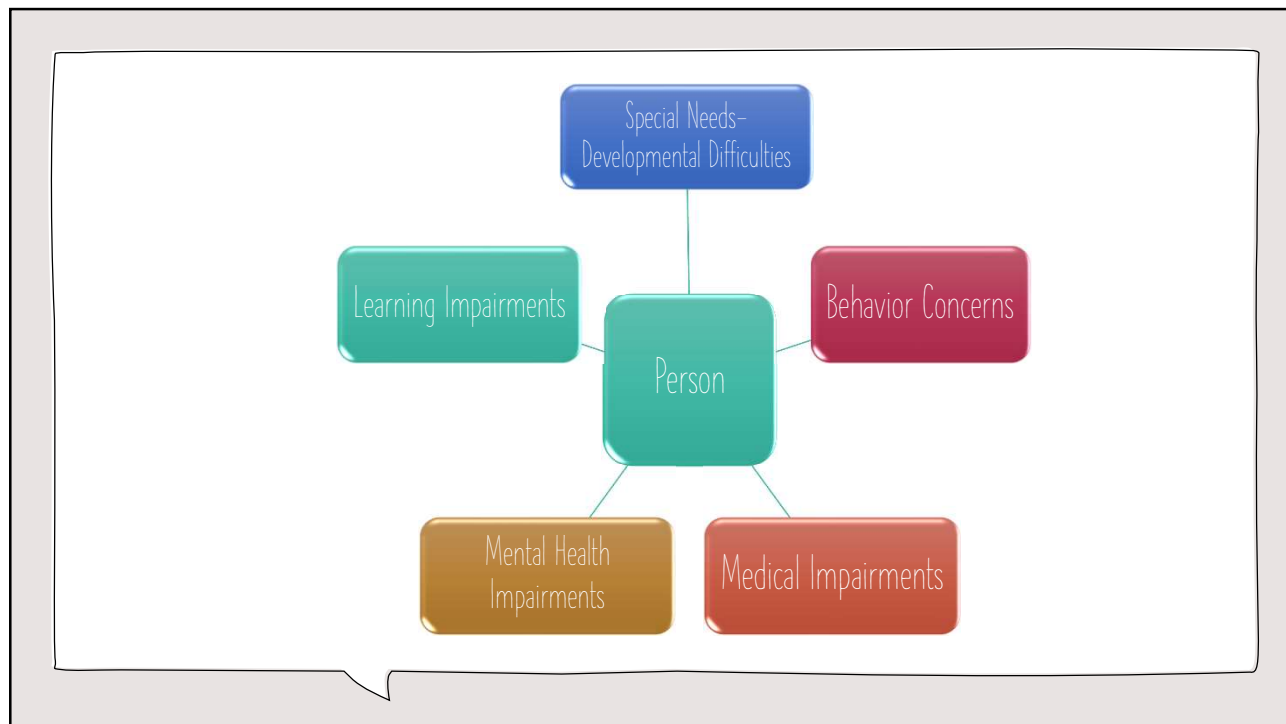 Special Needs-
Developmental Difficulties
Learning Impairments
Behavior Concerns
Person
Mental Health
Impairments
Medical Impairments